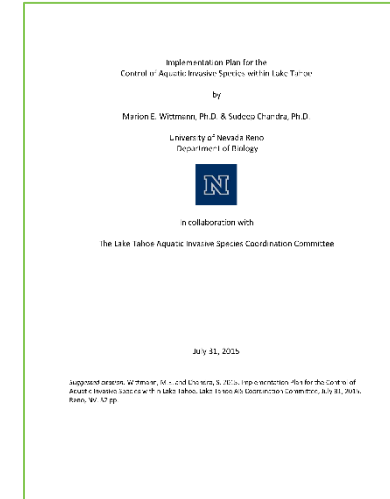 Implementation Plan for the
Control of Aquatic Invasive Species within Lake Tahoe
by
Marion E. Wittmann, Ph.D. & Sudeep Chandra, Ph.D.
University of Nevada Reno
Department of Biology
N
In collaboration with
The Lake Tahoe Aquatic Invasive Species Coordination Committee
July 31, 2015
Suggested citation: Wittmann, M.E. and Chandra, S. 2015. Implementation Plan for the Control of
Aquatic Invasive Species within Lake Tahoe. Lake Tahoe AIS Coordination Committee, July 31, 2015.
Reno, NV. 52 pp.